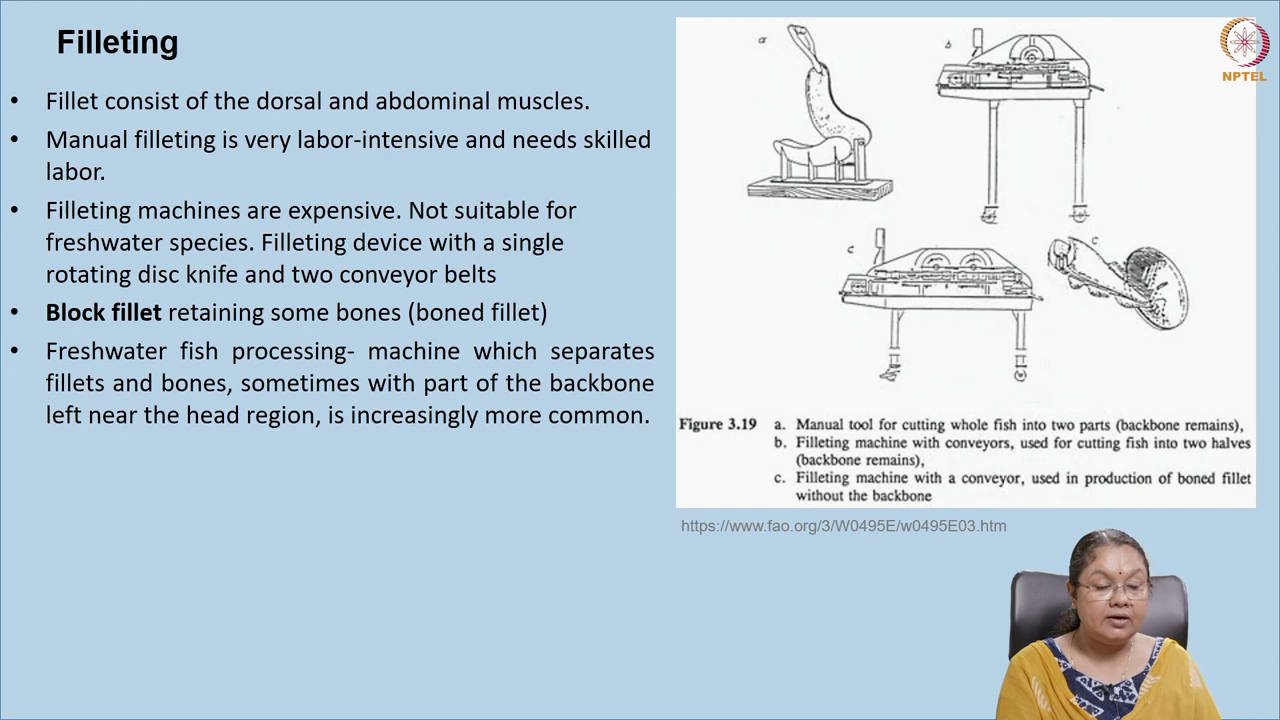 Filleting
• Fillet consist of the dorsal and abdominal muscles.
• Manual filleting is very labor-intensive and needs skilled
labor.
• Filleting machines are expensive. Not suitable for
freshwater species. Filleting device with a single
rotating disc knife and two conveyor belts
• Block fillet retaining some bones (boned fillet)
• Freshwater fish processing- machine which separates
fillets and bones, sometimes with part of the backbone
left near the head region, is increasingly more common.
a
b
c
c
Figure 3.19 a. Manual tool for cutting whole fish into two parts (backbone remains),
b. Filleting machine with conveyors, used for cutting fish into two halves
(backbone remains),
c. Filleting machine with a conveyor, used in production of boned fillet
without the backbone
https://www.fao.org/3/W0495E/w0495E03.htm
NPTEL